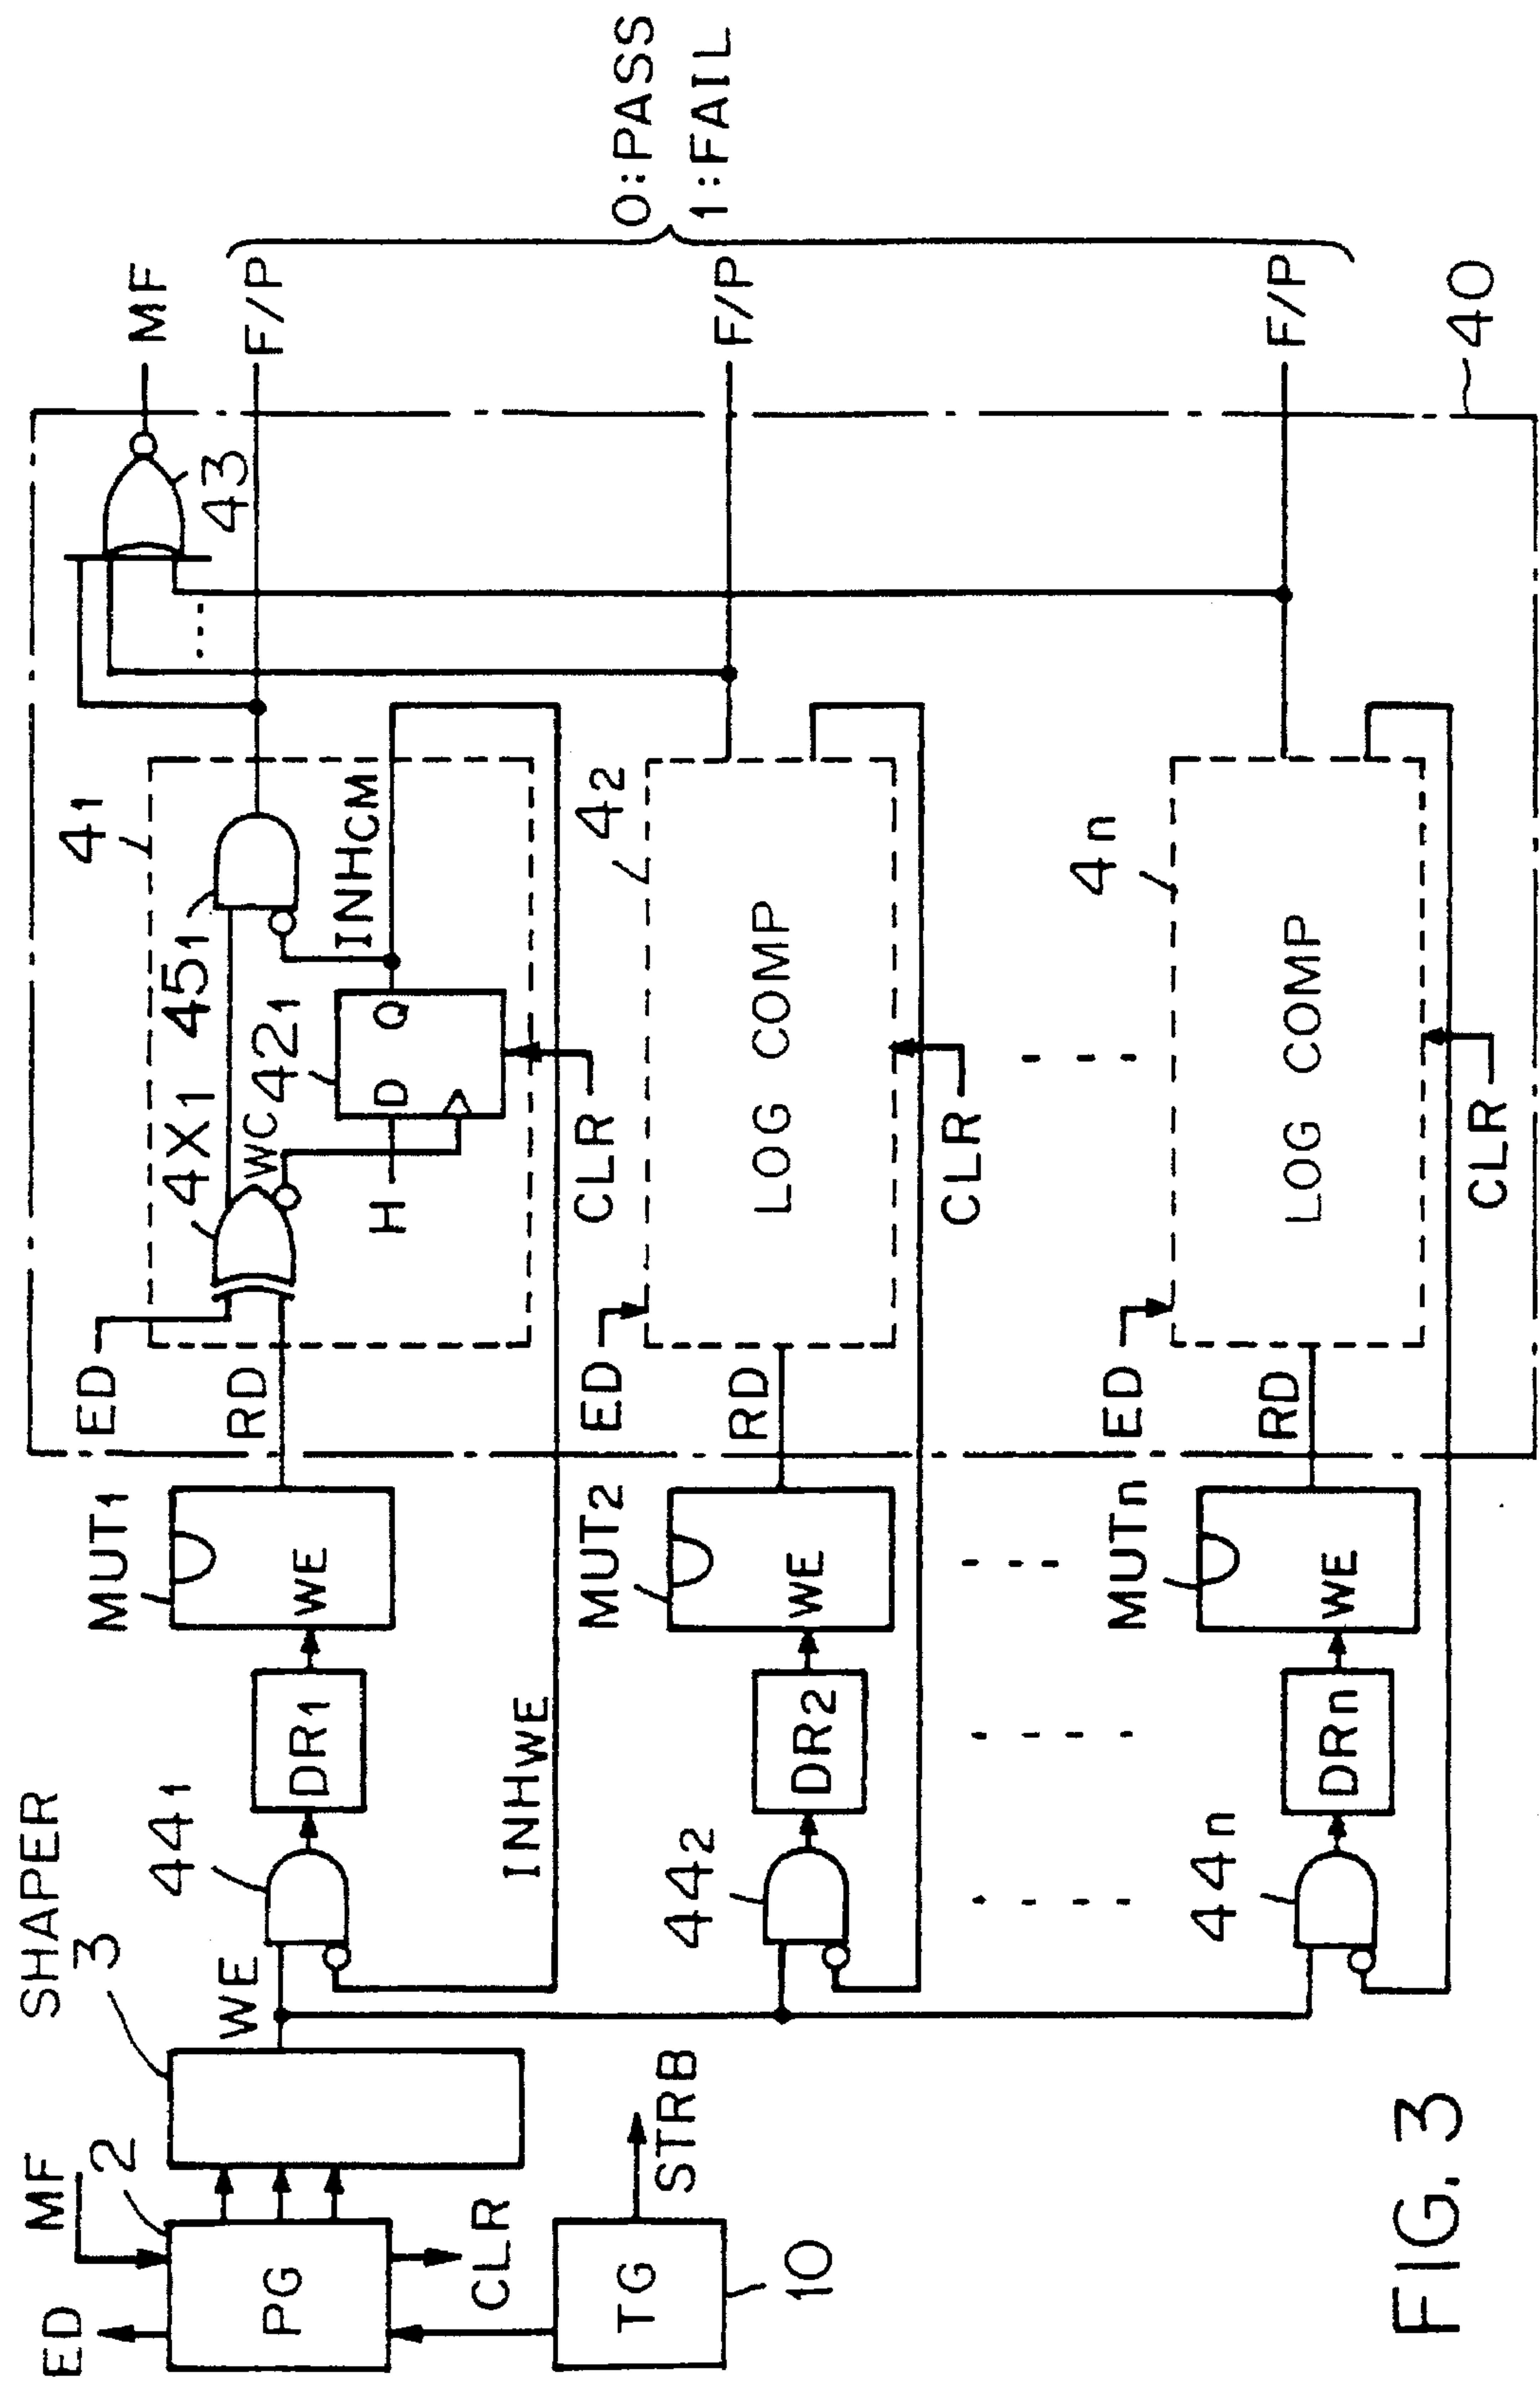 SHAPER
3
MF
2
ED
PG
CLR
TG
10
STRB
WE
441
DR1
INHWE
MUT1
WE
ED
RD
41
4X1
WC
451
421
D
Q
H
INHCM
CLR
43
MF
F/P
442
DR2
MUT2
WE
ED
RD
42
LOG COMP
CLR
F/P
0:PASS
1:FAIL
44n
DRn
MUTn
WE
ED
RD
4n
LOG COMP
CLR
F/P
40
FIG. 3